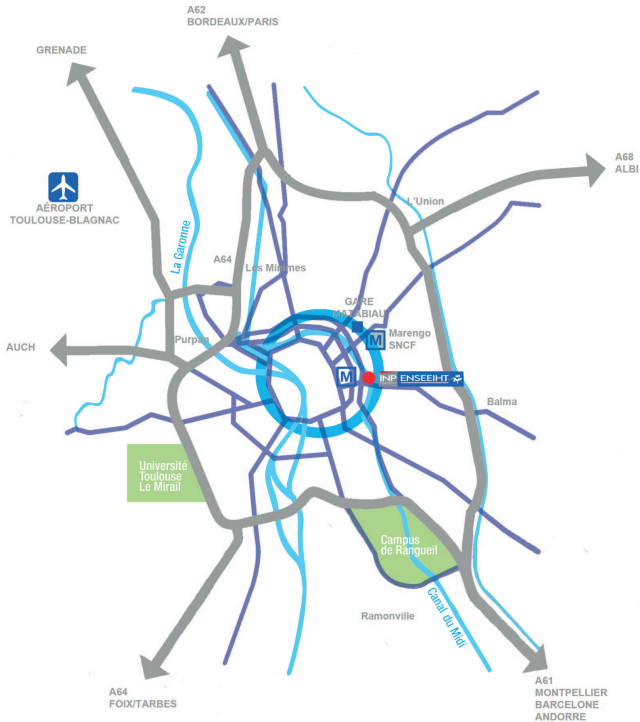 A62
BORDEAUX/PARIS
GRENADE
A68
ALBI
AÉROPORT
TOULOUSE-BLAGNAC
L'Union
La Garonne
A64
Les Minimes
GARE
MATABIAU
Purpan
M
Marengo
SNCF
AUCH
M
INP ENSEEIHT
Balma
Université
Toulouse
Le Mirail
Campus
de Rangueil
Canal du Midi
Ramonville
A64
FOIX/TARBES
A61
MONTPELLIER
BARCELONE
ANDORRE